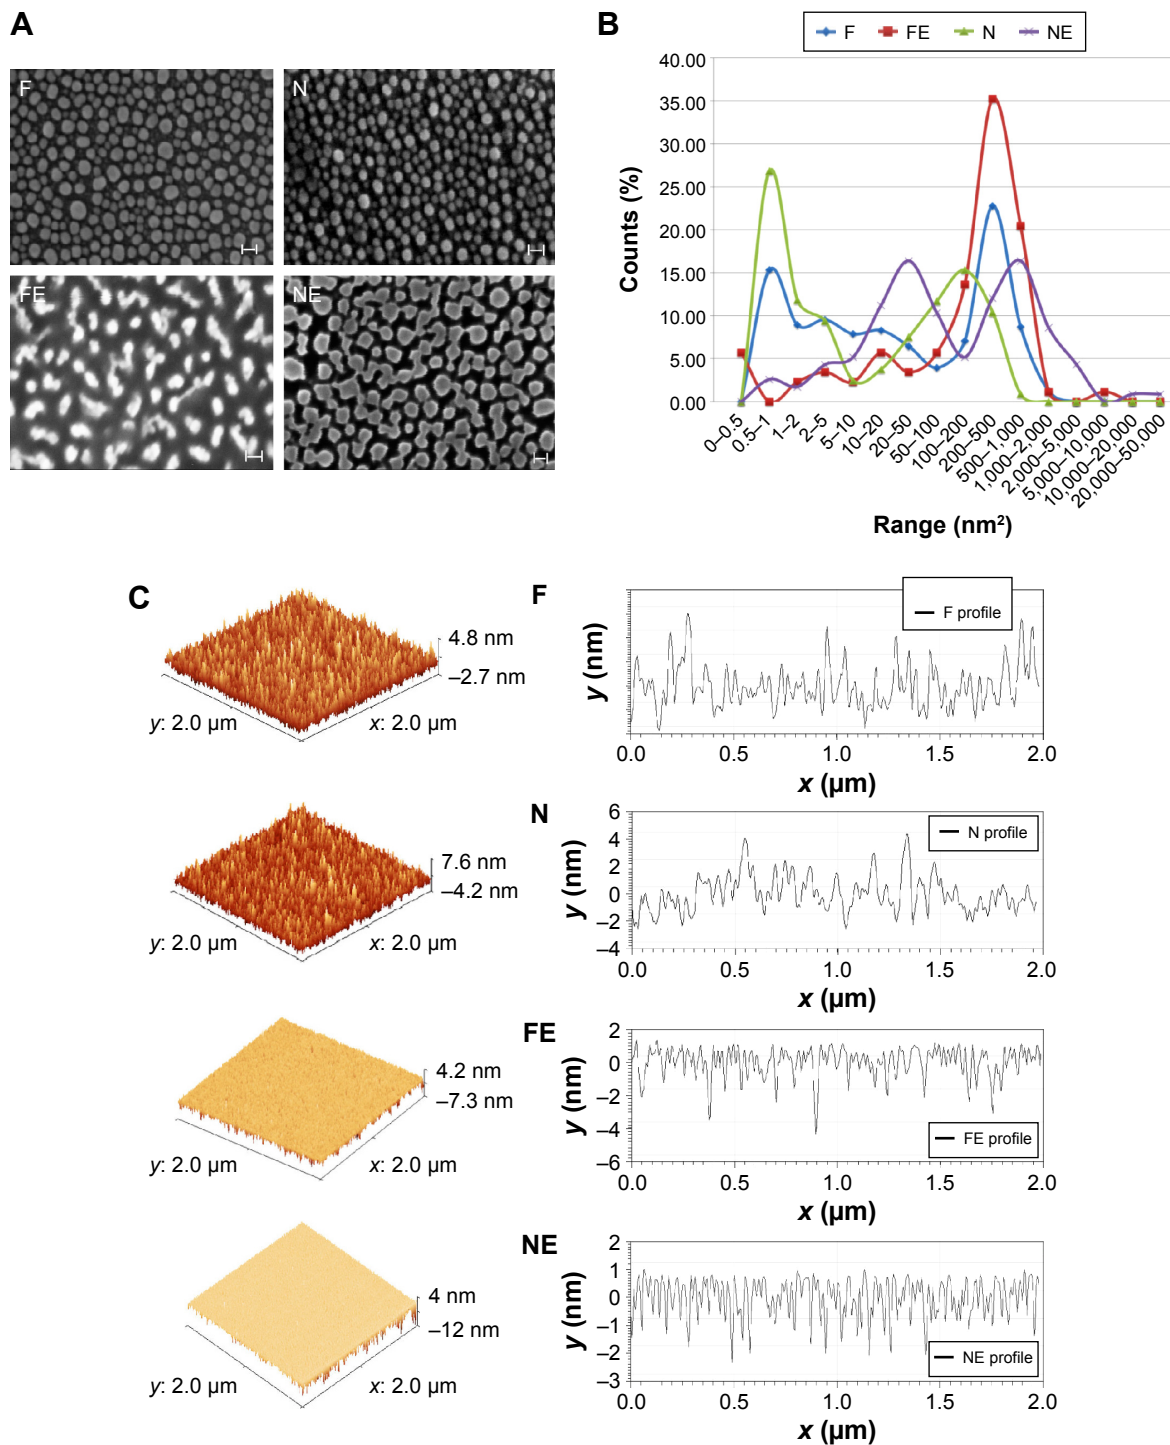 A
F
N
FE
NE
B
F FE N NE
40.00
35.00
30.00
25.00
20.00
15.00
10.00
5.00
0.00
Counts (%)
0–0.5
0.5–1
1–2
2–5
5–10
10–20
20–50
50–100
100–200
200–500
500–1,000
1,000–2,000
2,000–5,000
5,000–10,000
10,000–20,000
20,000–50,000
Range (nm²)
C
4.8 nm
–2.7 nm
y: 2.0 µm
x: 2.0 µm
F
F profile
y (nm)
0.0 0.5 1.0 1.5 2.0
x (µm)
7.6 nm
–4.2 nm
y: 2.0 µm
x: 2.0 µm
N
N profile
6
4
2
0
–2
–4
y (nm)
0.0 0.5 1.0 1.5 2.0
x (µm)
4.2 nm
–7.3 nm
y: 2.0 µm
x: 2.0 µm
FE
2
0
–2
–4
–6
y (nm)
FE profile
0.0 0.5 1.0 1.5 2.0
x (µm)
4 nm
–12 nm
y: 2.0 µm
x: 2.0 µm
NE
2
1
0
–1
–2
–3
y (nm)
NE profile
0.0 0.5 1.0 1.5 2.0
x (µm)